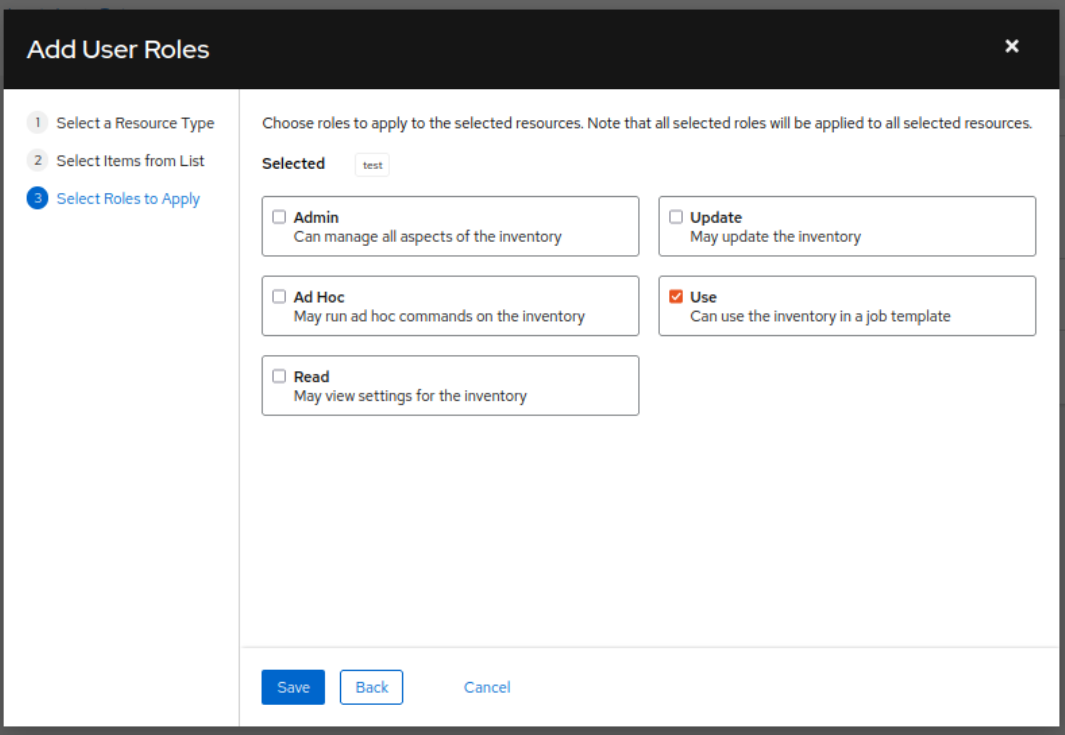 Add User Roles
1 Select a Resource Type
2 Select Items from List
3 Select Roles to Apply
Choose roles to apply to the selected resources. Note that all selected roles will be applied to all selected resources.
Selected test
Admin
Can manage all aspects of the inventory
Update
May update the inventory
Ad Hoc
May run ad hoc commands on the inventory
Use
Can use the inventory in a job template
Read
May view settings for the inventory
Save Back Cancel